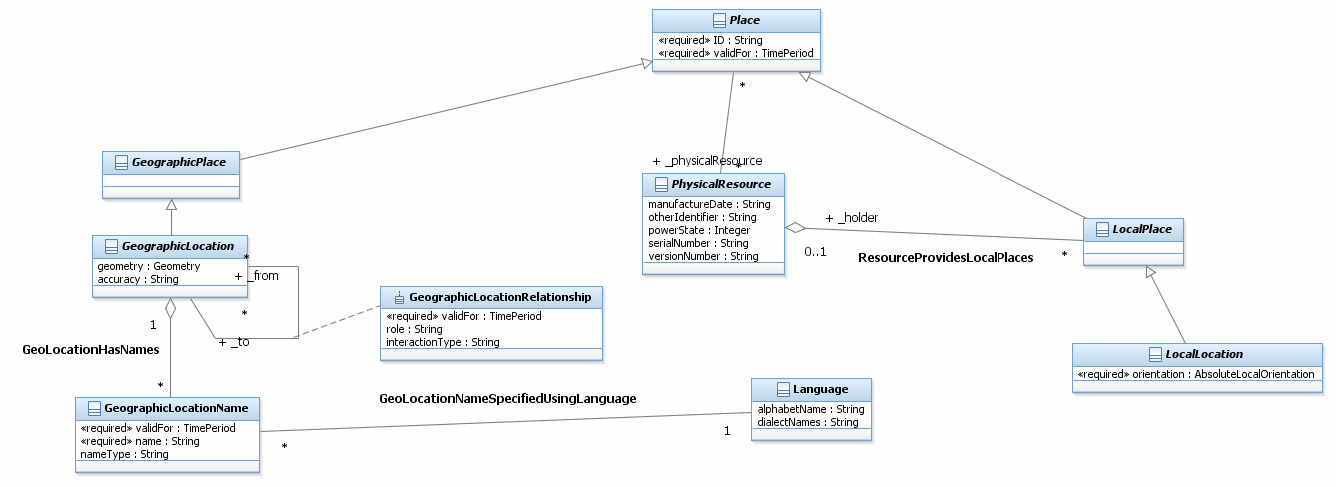 Place
«required» ID : String
«required» validFor : TimePeriod
*
+ _physicalResource
*
GeographicPlace
PhysicalResource
manufactureDate : String
otherIdentifier : String
powerState : Integer
serialNumber : String
versionNumber : String
+ _holder
0..1
ResourceProvidesLocalPlaces
*
LocalPlace
GeographicLocation
geometry : Geometry
accuracy : String
*
+ _from
*
+ _to
1
GeoLocationHasNames
*
GeographicLocationRelationship
«required» validFor : TimePeriod
role : String
interactionType : String
LocalLocation
«required» orientation : AbsoluteLocalOrientation
GeographicLocationName
«required» validFor : TimePeriod
«required» name : String
nameType : String
GeoLocationNameSpecifiedUsingLanguage
*
1
Language
alphabetName : String
dialectNames : String